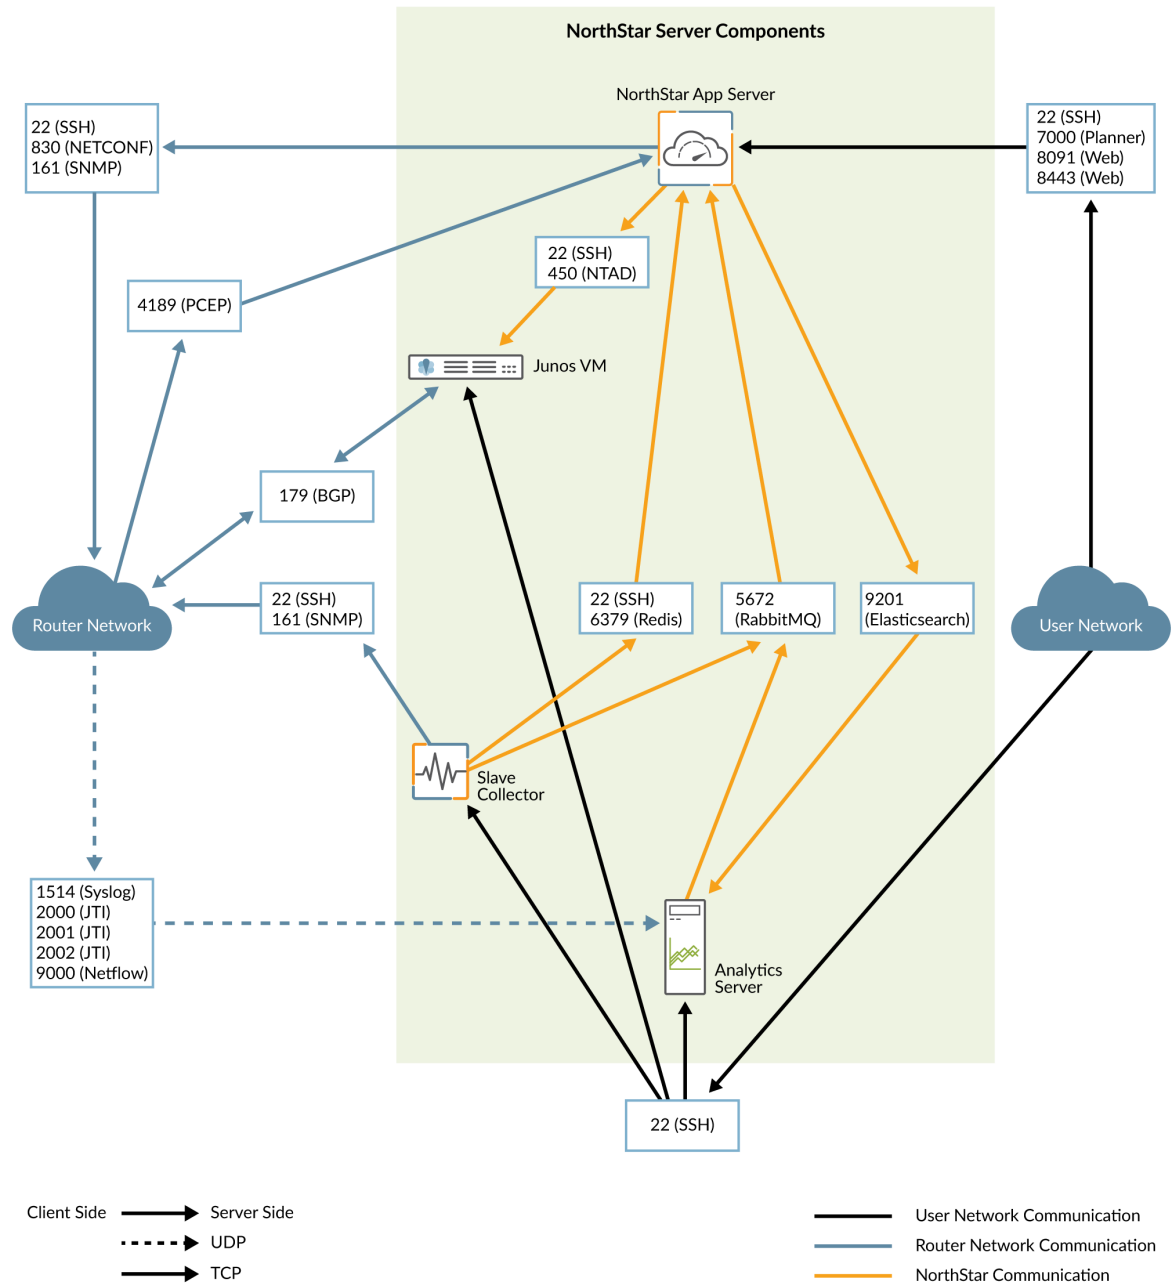 NorthStar Server Components
NorthStar App Server
22 (SSH)
830 (NETCONF)
161 (SNMP)
22 (SSH)
7000 (Planner)
8091 (Web)
8443 (Web)
22 (SSH)
450 (NTAD)
4189 (PCEP)
Junos VM
179 (BGP)
Router Network
22 (SSH)
161 (SNMP)
22 (SSH)
6379 (Redis)
5672
(RabbitMQ)
9201
(Elasticsearch)
User Network
Slave
Collector
1514 (Syslog)
2000 (JTI)
2001 (JTI)
2002 (JTI)
9000 (Netflow)
Analytics
Server
22 (SSH)
Client Side
Server Side
UDP
TCP
User Network Communication
Router Network Communication
NorthStar Communication